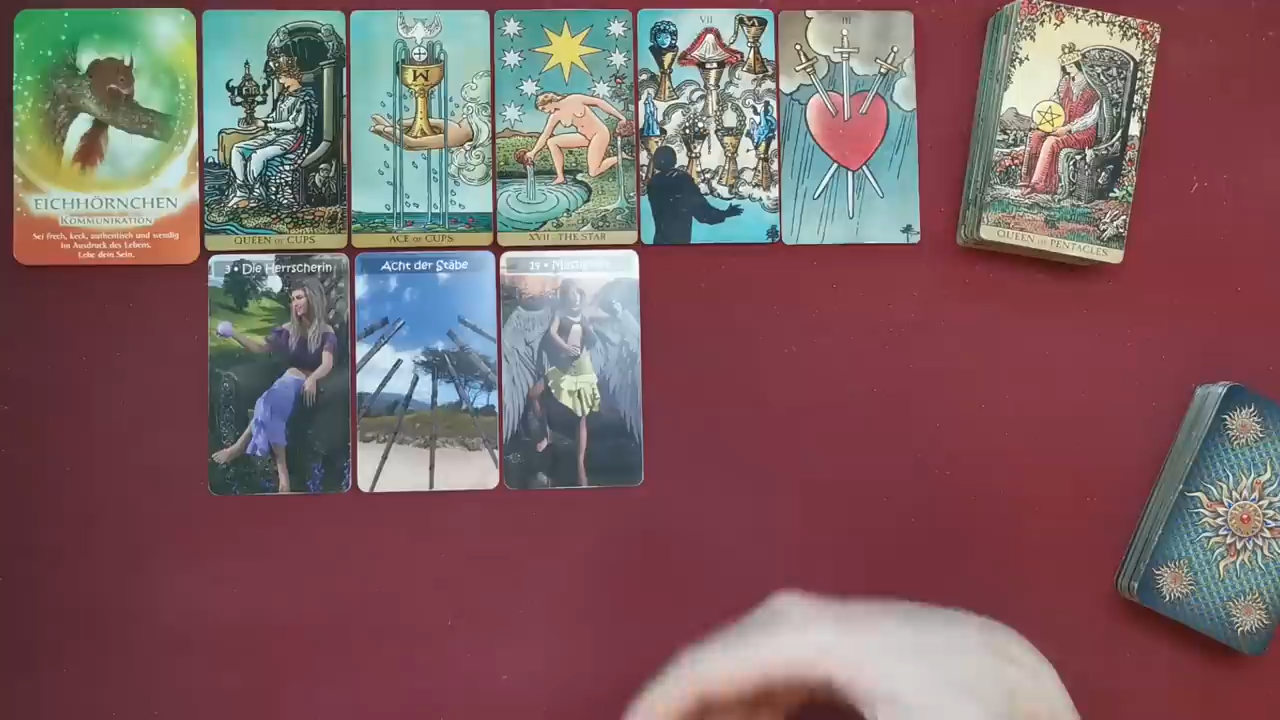 EICHHÖRNCHEN
KOMMUNIKATION
Sei frech, keck, authentisch und wendig
im Ausdruck des Lebens.
Lebe dein Sein.
QUEEN OF CUPS
ACE OF CUPS
XVII THE STAR
VII
III
QUEEN OF PENTACLES
3 • Die Herrscherin
Acht der Stäbe
19 •